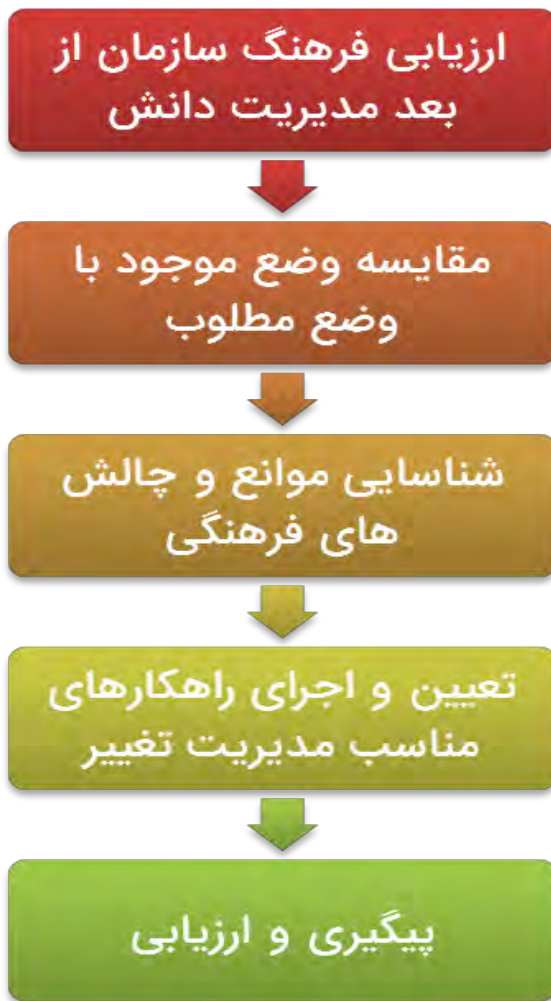 ارزیابی فرهنگ سازمان از
بعد مدیریت دانش
مقایسه وضع موجود با
وضع مطلوب
شناسایی موانع و چالش
های فرهنگی
تعیین و اجرای راهکارهای
مناسب مدیریت تغییر
پیگیری و ارزیابی